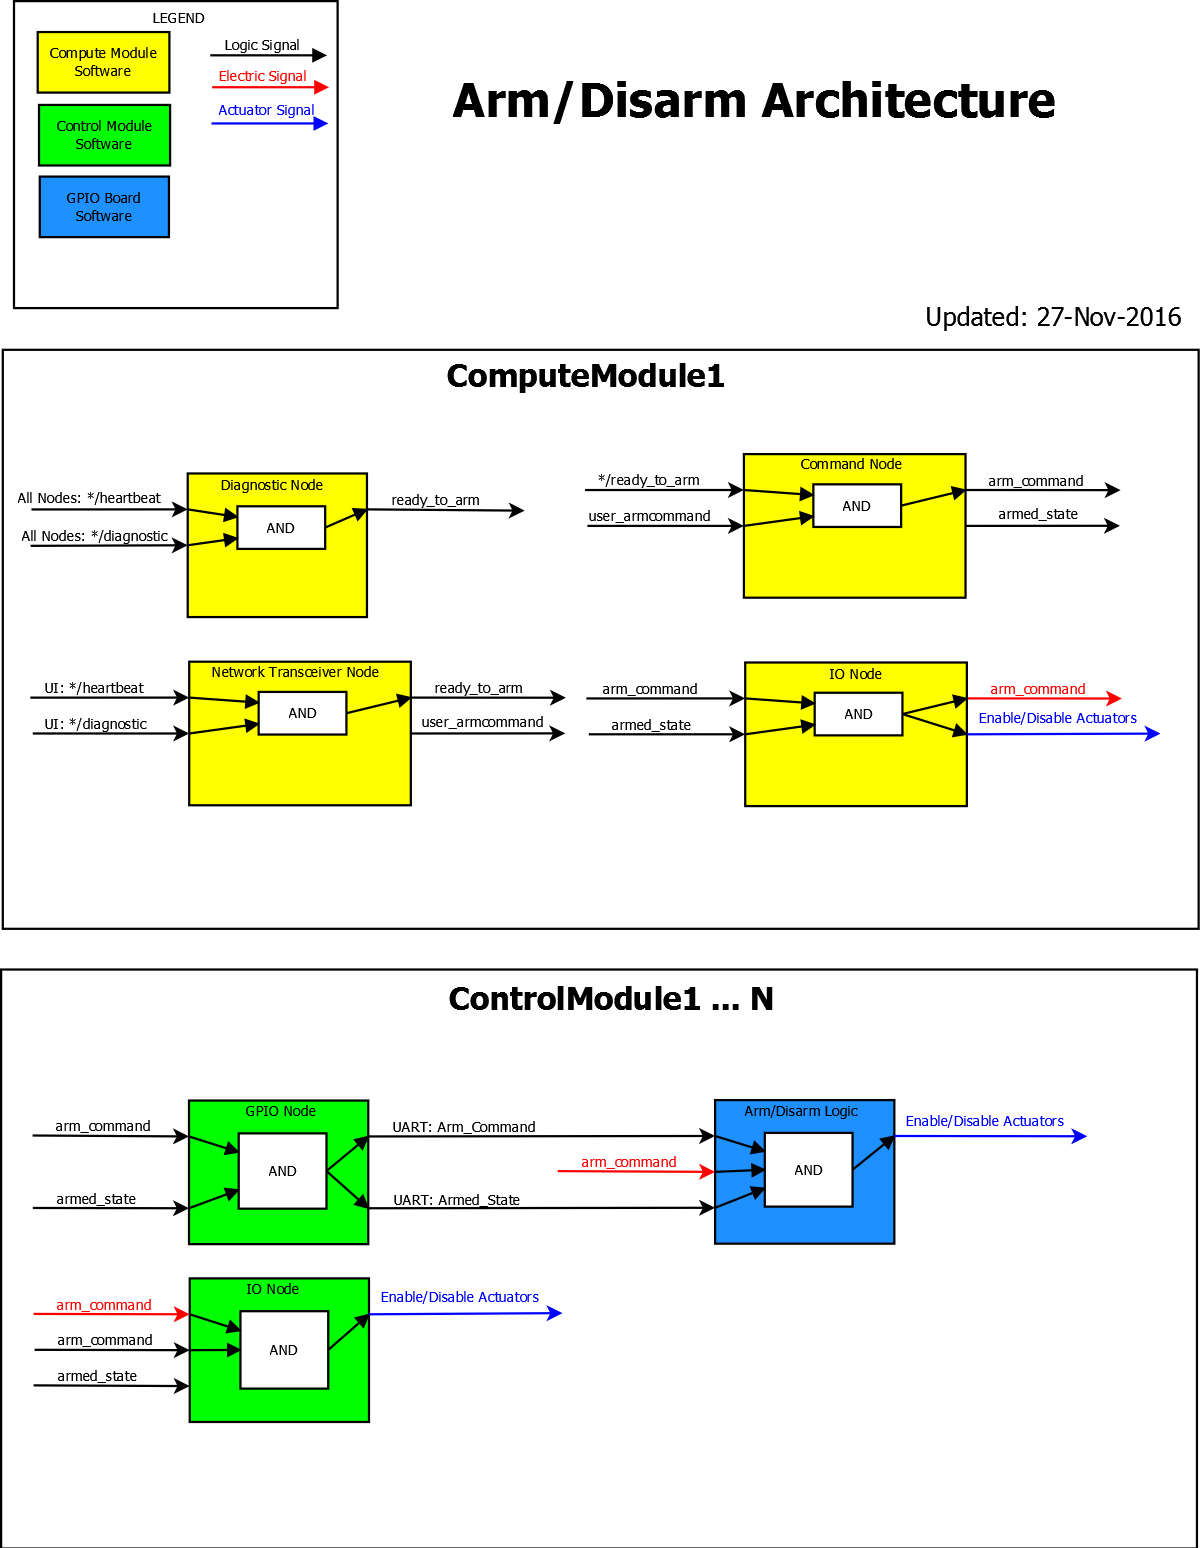 LEGEND
Compute Module
Software
Logic Signal
Electric Signal
Actuator Signal
Control Module
Software
GPIO Board
Software
Arm/Disarm Architecture
Updated: 27-Nov-2016
ComputeModule1
All Nodes: */heartbeat
All Nodes: */diagnostic
Diagnostic Node
AND
ready_to_arm
*/ready_to_arm
user_armcommand
Command Node
AND
arm_command
armed_state
UI: */heartbeat
UI: */diagnostic
Network Transceiver Node
AND
ready_to_arm
user_armcommand
arm_command
armed_state
IO Node
AND
arm_command
Enable/Disable Actuators
ControlModule1 ... N
arm_command
armed_state
GPIO Node
AND
UART: Arm_Command
arm_command
UART: Armed_State
Arm/Disarm Logic
AND
Enable/Disable Actuators
arm_command
arm_command
armed_state
IO Node
AND
Enable/Disable Actuators